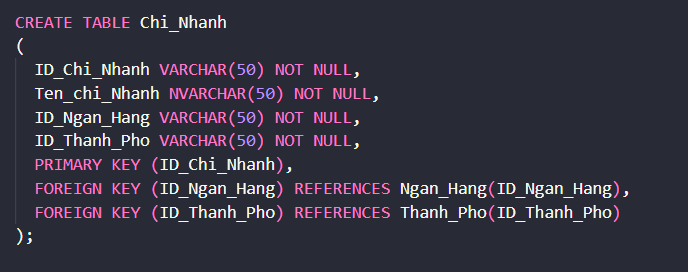 CREATE TABLE Chi_Nhanh
(
  ID_Chi_Nhanh VARCHAR(50) NOT NULL,
  Ten_chi_Nhanh NVARCHAR(50) NOT NULL,
  ID_Ngan_Hang VARCHAR(50) NOT NULL,
  ID_Thanh_Pho VARCHAR(50) NOT NULL,
  PRIMARY KEY (ID_Chi_Nhanh),
  FOREIGN KEY (ID_Ngan_Hang) REFERENCES Ngan_Hang(ID_Ngan_Hang),
  FOREIGN KEY (ID_Thanh_Pho) REFERENCES Thanh_Pho(ID_Thanh_Pho)
);